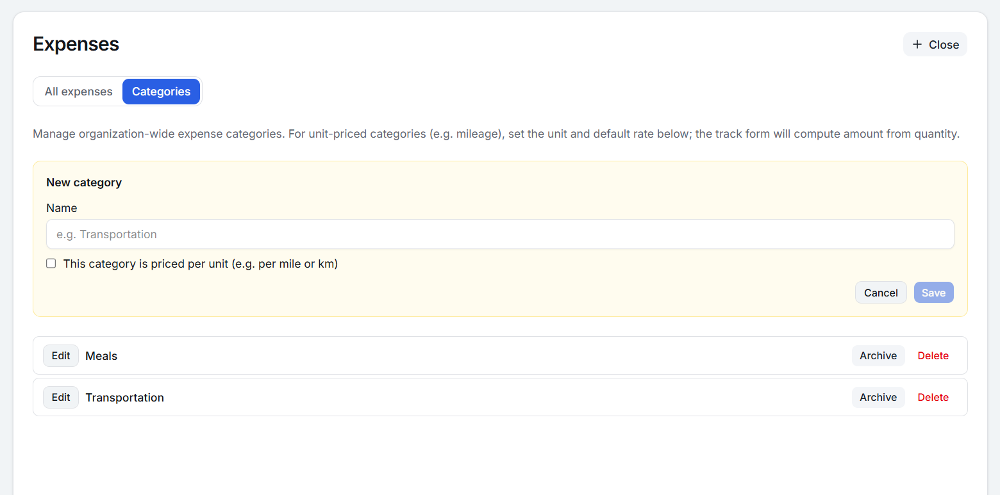 Expenses
+ Close
All expenses Categories
Manage organization-wide expense categories. For unit-priced categories (e.g. mileage), set the unit and default rate below; the track form will compute amount from quantity.
New category
Name
e.g. Transportation
This category is priced per unit (e.g. per mile or km)
Cancel Save
Edit Meals Archive Delete
Edit Transportation Archive Delete